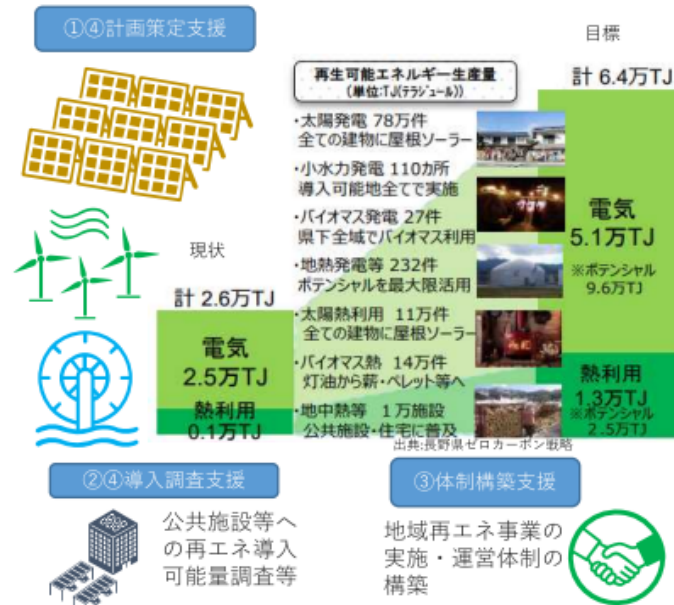 ①④計画策定支援
目標
再生可能エネルギー生産量
(単位:TJ(テラジュール))
計 6.4万TJ
・太陽発電 78万件
全ての建物に屋根ソーラー
・小水力発電 110カ所
導入可能地全てで実施
・バイオマス発電 27件
県下全域でバイオマス利用
・地熱発電等 232件
ポテンシャルを最大限活用
・太陽熱利用 11万件
全ての建物に屋根ソーラー
・バイオマス熱 14万件
灯油から薪・ペレット等へ
・地中熱等 1万施設
公共施設・住宅に普及
電気
5.1万TJ
※ポテンシャル
9.6万TJ
熱利用
1.3万TJ
※ポテンシャル
2.5万TJ
現状
計 2.6万TJ
電気
2.5万TJ
熱利用
0.1万TJ
出典:長野県ゼロカーボン戦略
②④導入調査支援
公共施設等へ
の再エネ導入
可能量調査等
③体制構築支援
地域再エネ事業の
実施・運営体制の
構築